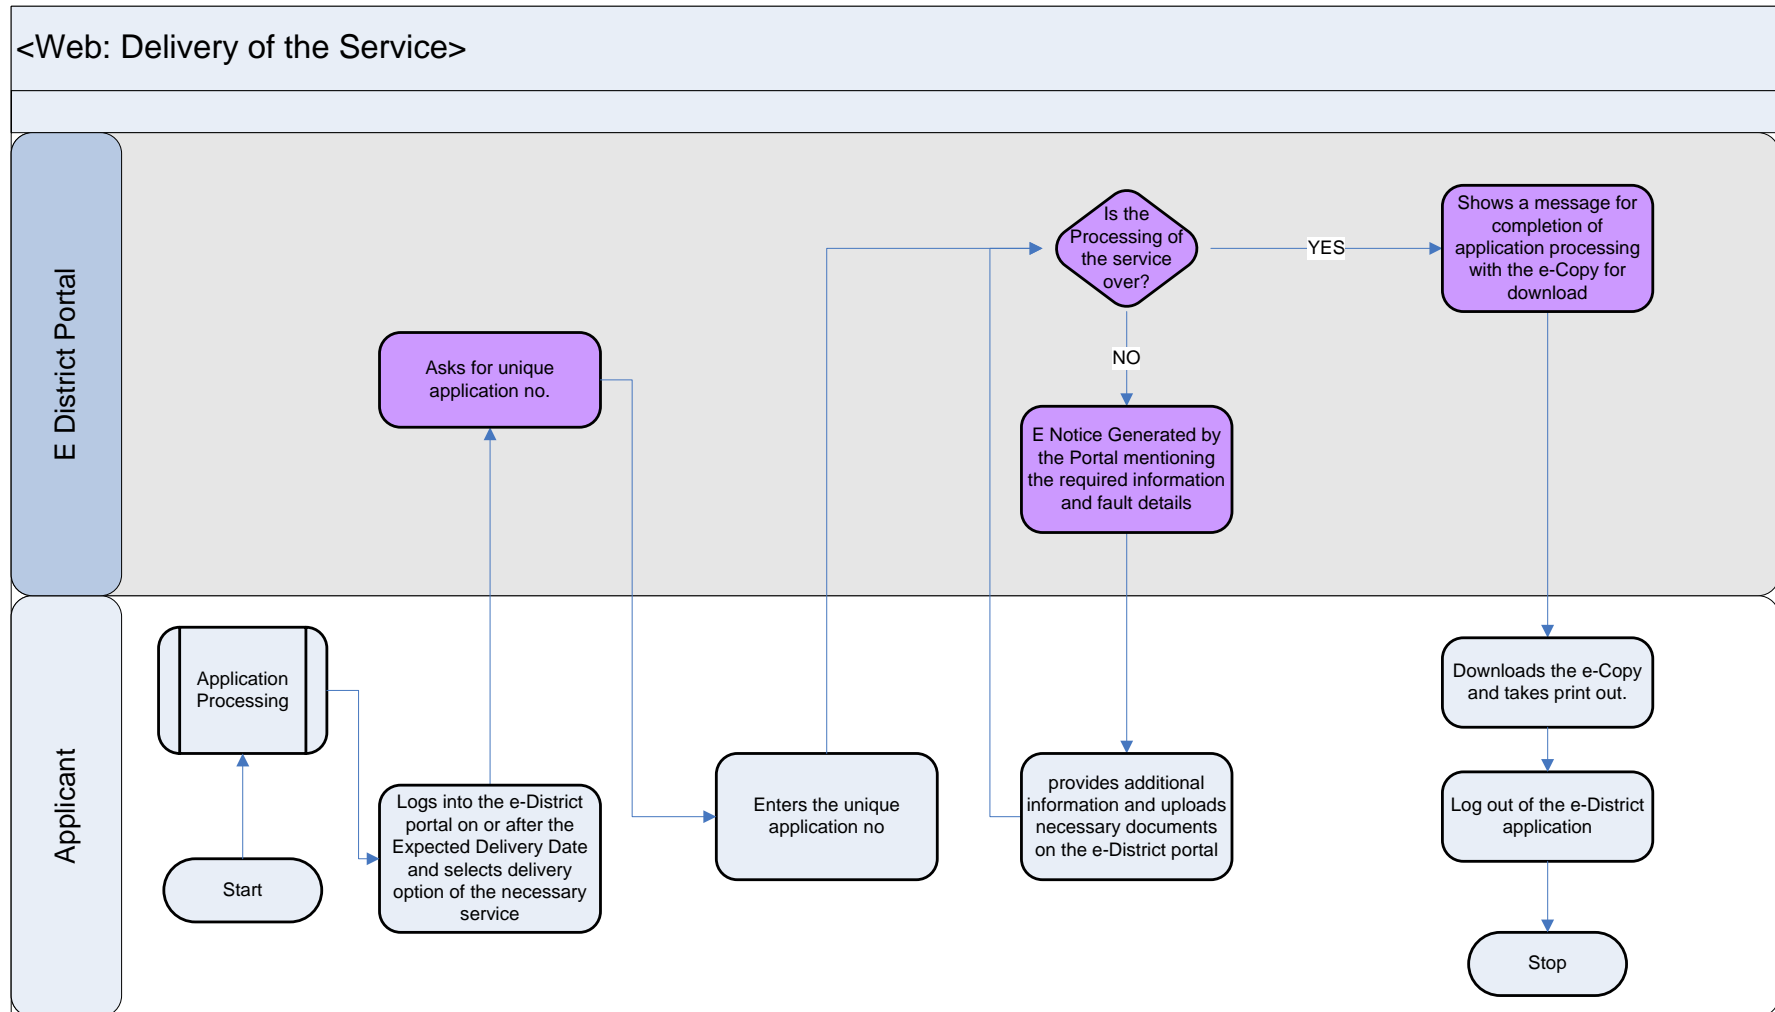 <Web: Delivery of the Service>
E District Portal
Is the
Processing of
the service
over?
YES
Shows a message for
completion of
application processing
with the e-Copy for
download
NO
Asks for unique
application no.
E Notice Generated by
the Portal mentioning
the required information
and fault details
Applicant
Application
Processing
Start
Logs into the e-District
portal on or after the
Expected Delivery Date
and selects delivery
option of the necessary
service
Enters the unique
application no
provides additional
information and uploads
necessary documents
on the e-District portal
Downloads the e-Copy
and takes print out.
Log out of the e-District
application
Stop